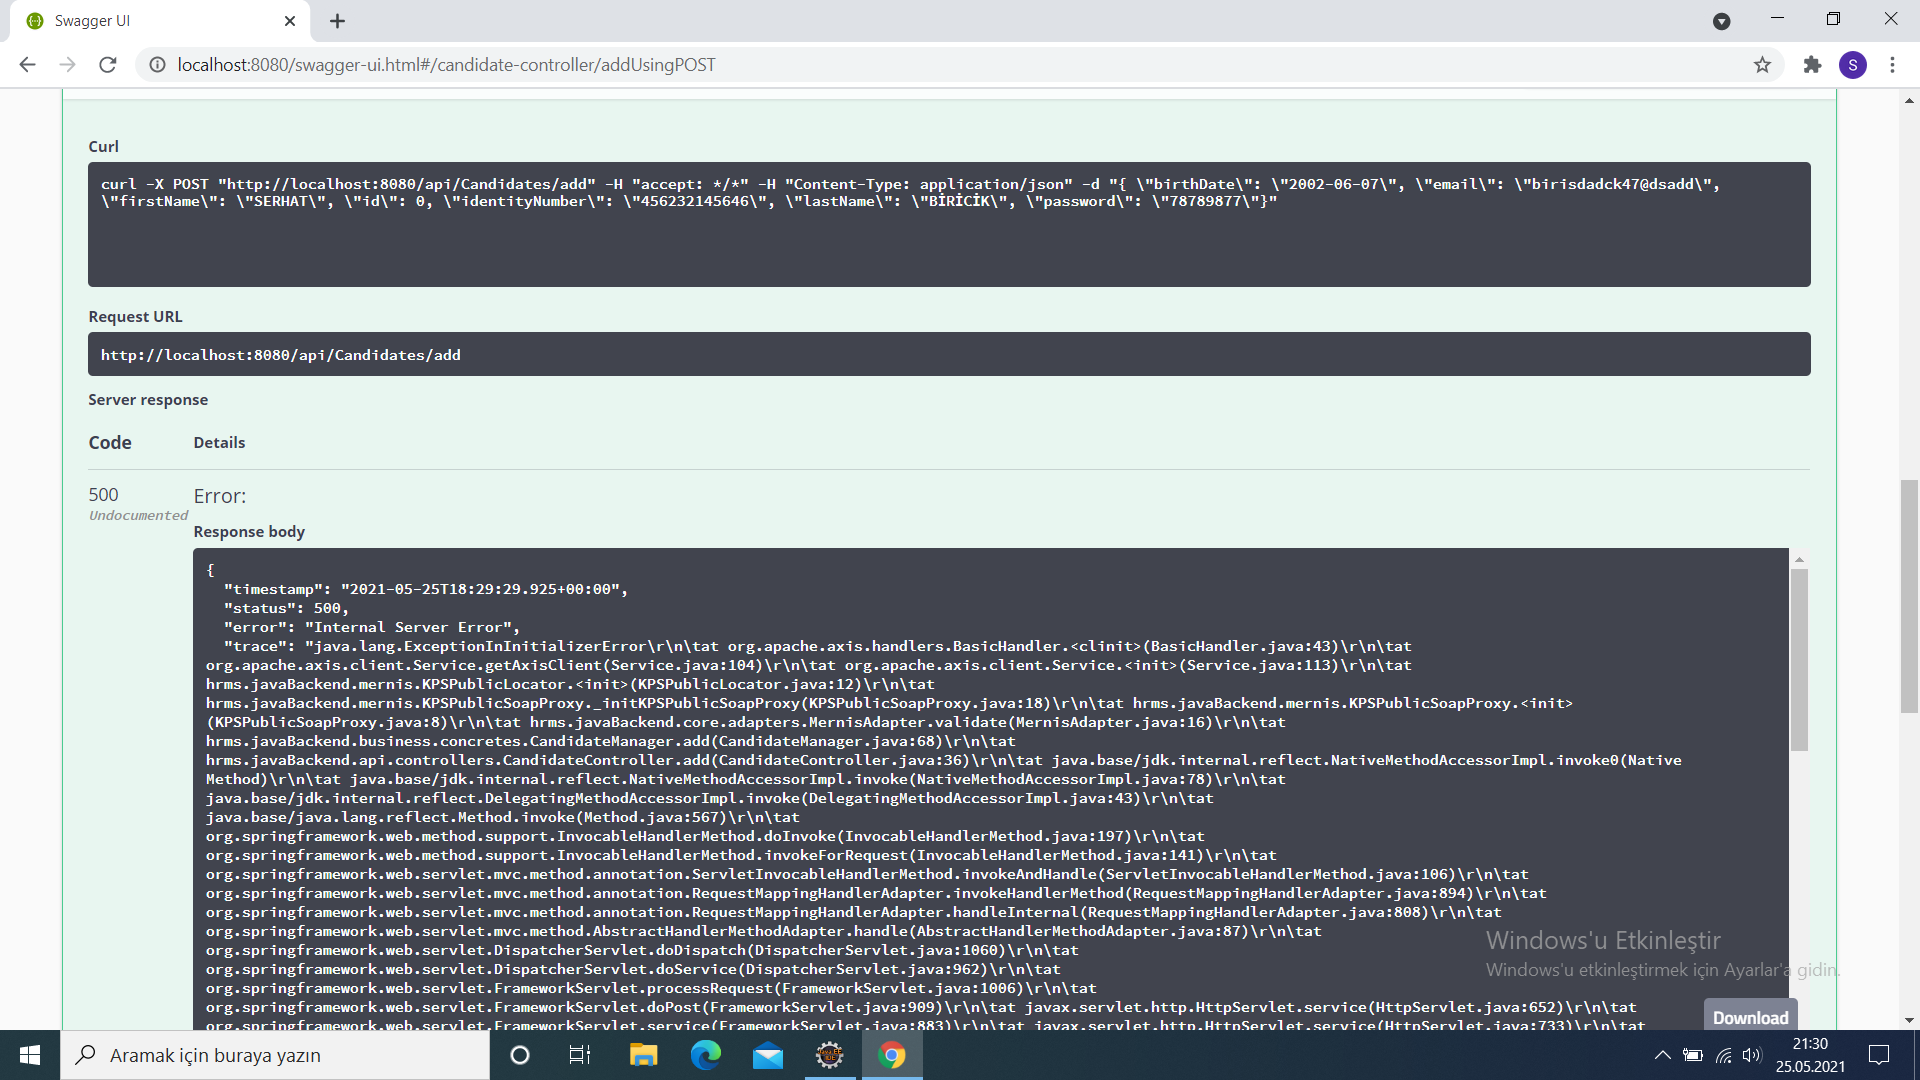 Swagger UI
localhost:8080/swagger-ui.html#/candidate-controller/addUsingPOST
S
Curl
curl -X POST "http://localhost:8080/api/Candidates/add" -H "accept: */*" -H "Content-Type: application/json" -d "{ \"birthDate\": \"2002-06-07\", \"email\": \"birisdadck47@dsadd\",
\"firstName\": \"SERHAT\", \"id\": 0, \"identityNumber\": \"456232145646\", \"lastName\": \"BİRİCİK\", \"password\": \"78789877\"}"
Request URL
http://localhost:8080/api/Candidates/add
Server response
Code Details
500 Error:
Undocumented
Response body
{
"timestamp": "2021-05-25T18:29:29.925+00:00",
"status": 500,
"error": "Internal Server Error",
"trace": "java.lang.ExceptionInInitializerError\r\n\tat org.apache.axis.handlers.BasicHandler.<clinit>(BasicHandler.java:43)\r\n\tat
org.apache.axis.client.Service.getAxisClient(Service.java:104)\r\n\tat org.apache.axis.client.Service.<init>(Service.java:113)\r\n\tat
hrms.javaBackend.mernis.KPSPublicLocator.<init>(KPSPublicLocator.java:12)\r\n\tat
hrms.javaBackend.mernis.KPSPublicSoapProxy._initKPSPublicSoapProxy(KPSPublicSoapProxy.java:18)\r\n\tat hrms.javaBackend.mernis.KPSPublicSoapProxy.<init>
(KPSPublicSoapProxy.java:8)\r\n\tat hrms.javaBackend.core.adapters.MernisAdapter.validate(MernisAdapter.java:16)\r\n\tat
hrms.javaBackend.business.concretes.CandidateManager.add(CandidateManager.java:68)\r\n\tat
hrms.javaBackend.api.controllers.CandidateController.add(CandidateController.java:36)\r\n\tat java.base/jdk.internal.reflect.NativeMethodAccessorImpl.invoke0(Native
Method)\r\n\tat java.base/jdk.internal.reflect.NativeMethodAccessorImpl.invoke(NativeMethodAccessorImpl.java:78)\r\n\tat
java.base/jdk.internal.reflect.DelegatingMethodAccessorImpl.invoke(DelegatingMethodAccessorImpl.java:43)\r\n\tat
java.base/java.lang.reflect.Method.invoke(Method.java:567)\r\n\tat
org.springframework.web.method.support.InvocableHandlerMethod.doInvoke(InvocableHandlerMethod.java:197)\r\n\tat
org.springframework.web.method.support.InvocableHandlerMethod.invokeForRequest(InvocableHandlerMethod.java:141)\r\n\tat
org.springframework.web.servlet.mvc.method.annotation.ServletInvocableHandlerMethod.invokeAndHandle(ServletInvocableHandlerMethod.java:106)\r\n\tat
org.springframework.web.servlet.mvc.method.annotation.RequestMappingHandlerAdapter.invokeHandlerMethod(RequestMappingHandlerAdapter.java:894)\r\n\tat
org.springframework.web.servlet.mvc.method.annotation.RequestMappingHandlerAdapter.handleInternal(RequestMappingHandlerAdapter.java:808)\r\n\tat
org.springframework.web.servlet.mvc.method.AbstractHandlerMethodAdapter.handle(AbstractHandlerMethodAdapter.java:87)\r\n\tat
org.springframework.web.servlet.DispatcherServlet.doDispatch(DispatcherServlet.java:1060)\r\n\tat
org.springframework.web.servlet.DispatcherServlet.doService(DispatcherServlet.java:962)\r\n\tat
org.springframework.web.servlet.FrameworkServlet.processRequest(FrameworkServlet.java:1006)\r\n\tat
org.springframework.web.servlet.FrameworkServlet.doPost(FrameworkServlet.java:909)\r\n\tat javax.servlet.http.HttpServlet.service(HttpServlet.java:652)\r\n\tat
org.springframework.web.servlet.FrameworkServlet.service(FrameworkServlet.java:883)\r\n\tat javax.servlet.http.HttpServlet.service(HttpServlet.java:733)\r\n\tat
Windows'u Etkinleştir
Windows'u etkinleştirmek için Ayarlar'a gidin.
Download
Aramak için buraya yazın
21:30
25.05.2021